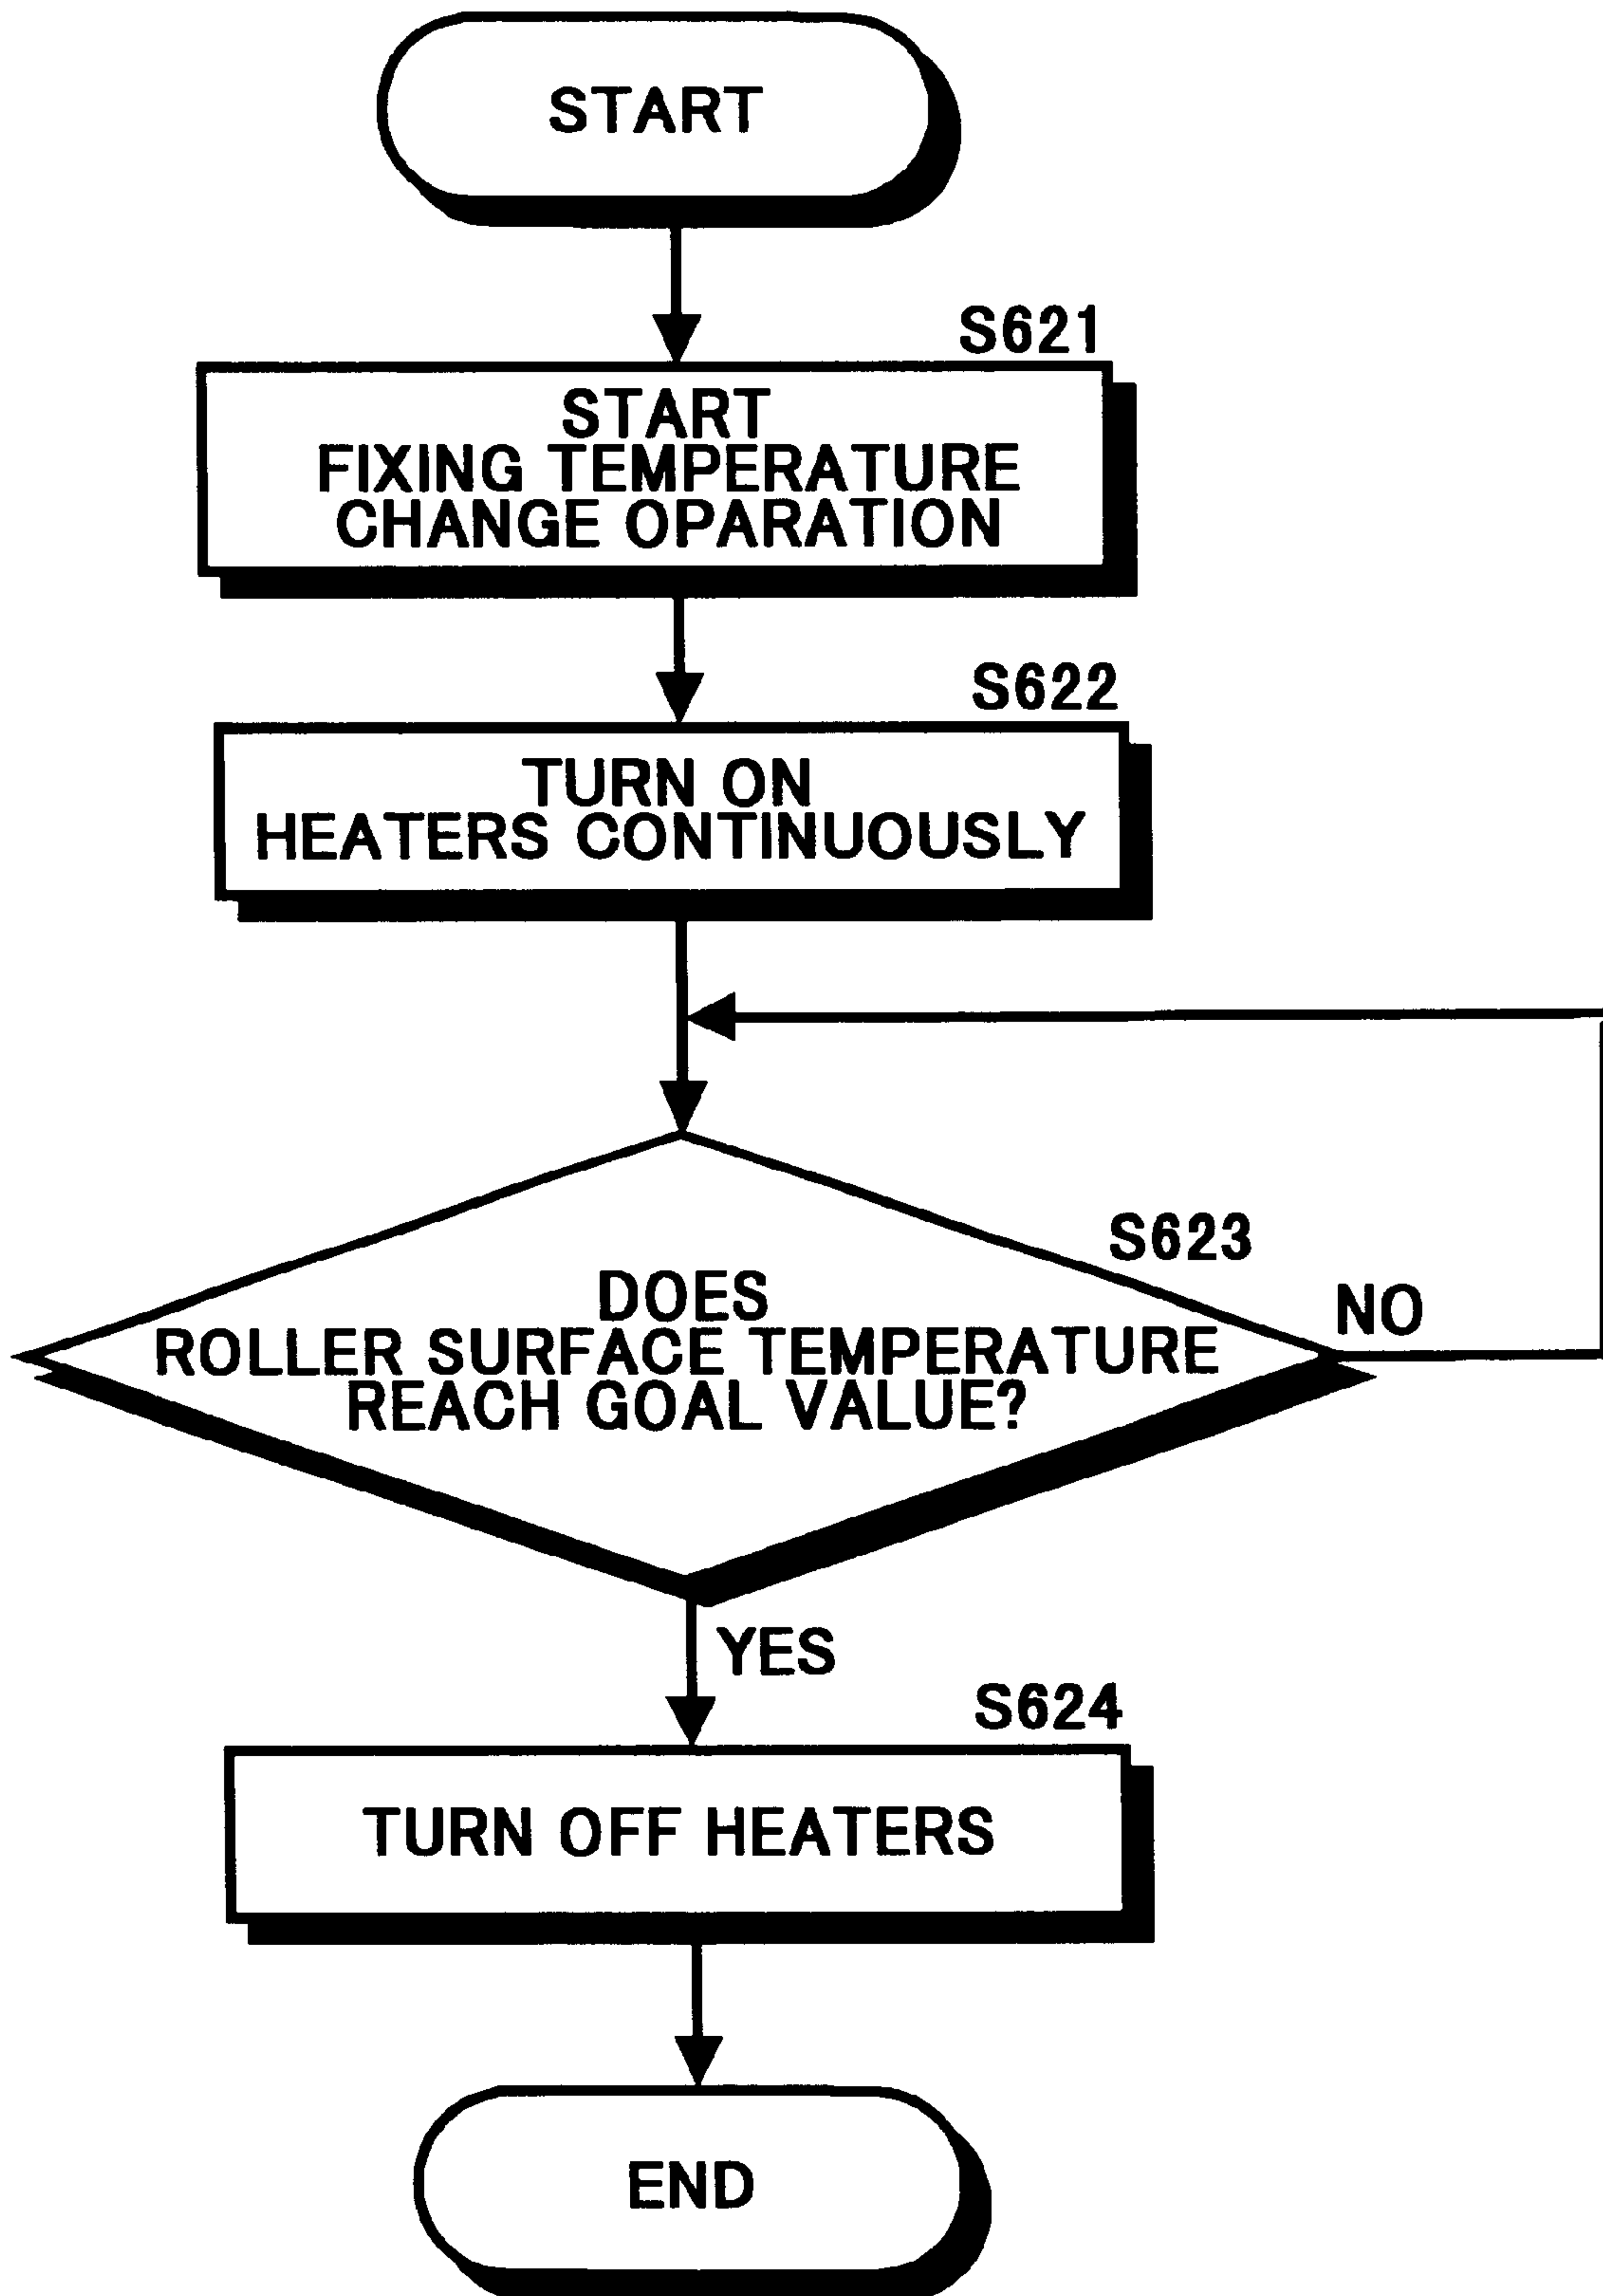 START
S621
START
FIXING TEMPERATURE
CHANGE OPARATION
S622
TURN ON
HEATERS CONTINUOUSLY
S623
DOES
ROLLER SURFACE TEMPERATURE
REACH GOAL VALUE?
NO
YES
S624
TURN OFF HEATERS
END